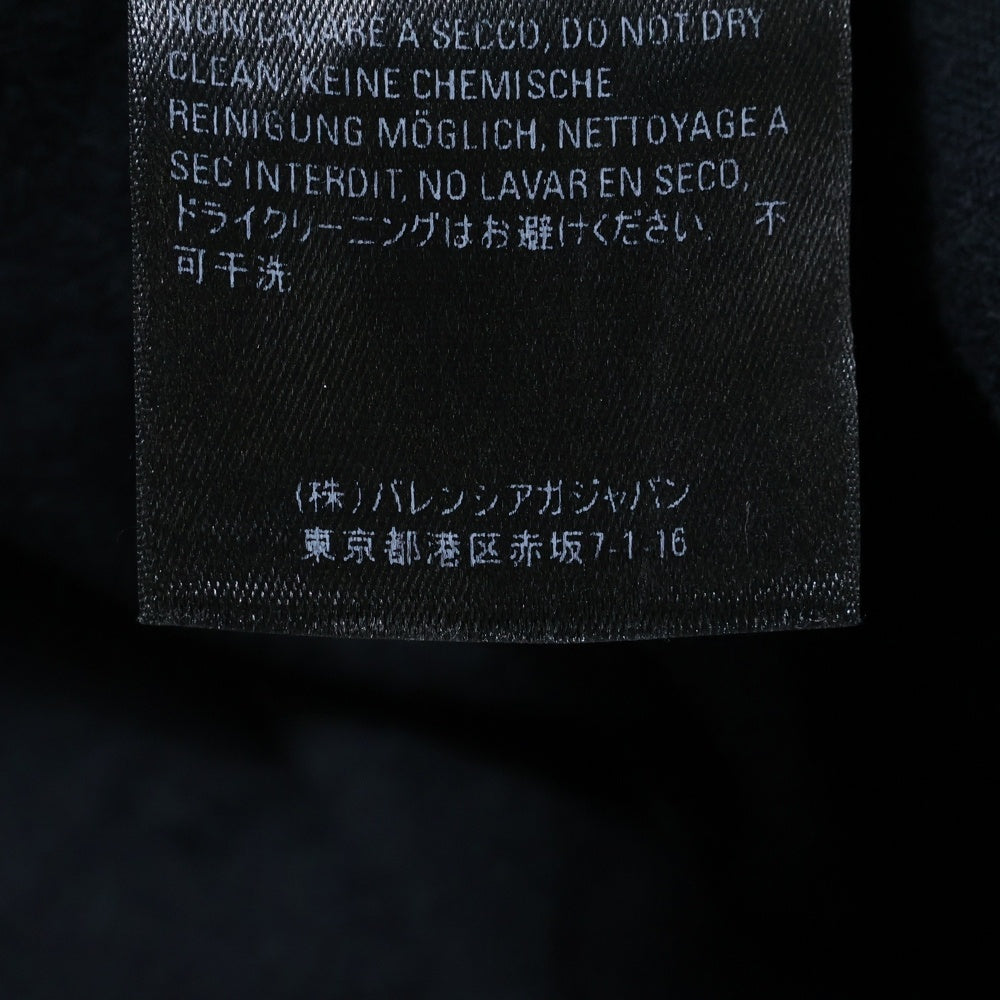 NON LAVARE A SECCO, DO NOT DRY
CLEAN, KEINE CHEMISCHE
REINIGUNG MÖGLICH, NETTOYAGE A
SEC INTERDIT, NO LAVAR EN SECO,
ドライクリーニングはお避けください 不
可干洗
(株)バレンシアガジャパン
東京都港区赤坂7-1-16